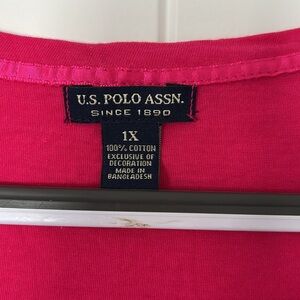 U.S. POLO ASSN.
SINCE 1890
1X
100% COTTON
EXCLUSIVE OF
DECORATION
MADE IN
BANGLADESH